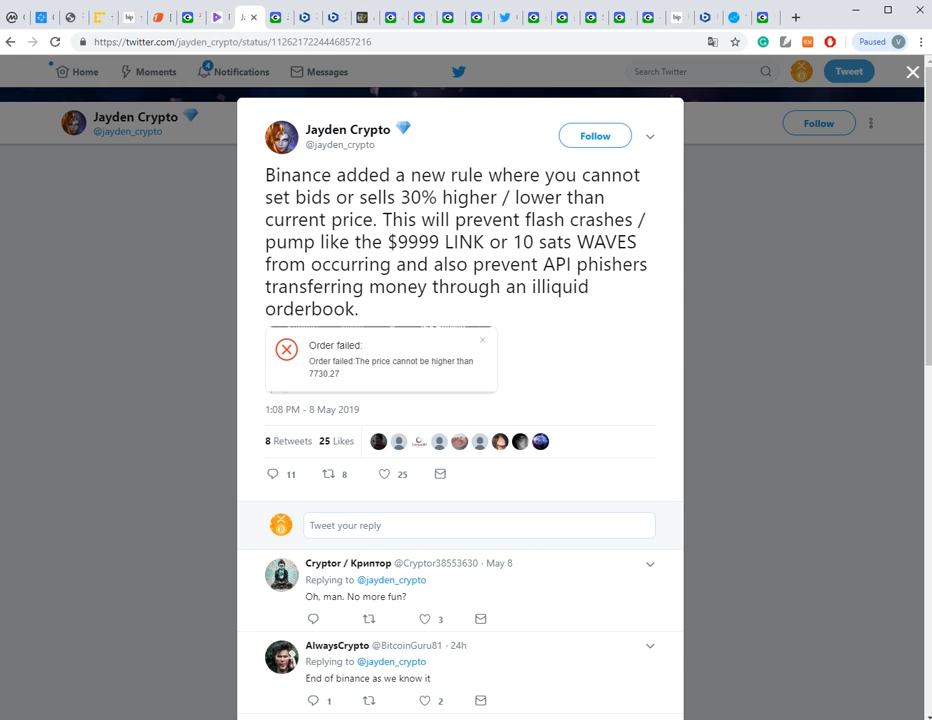 https://twitter.com/jayden_crypto/status/1126217224446857216
Paused V
Home Moments 4 Notifications Messages Search Twitter Tweet
Jayden Crypto
@jayden_crypto
Follow
Jayden Crypto
@jayden_crypto
Follow
Binance added a new rule where you cannot
set bids or sells 30% higher / lower than
current price. This will prevent flash crashes /
pump like the $9999 LINK or 10 sats WAVES
from occurring and also prevent API phishers
transferring money through an illiquid
orderbook.
Order failed:
Order failed:The price cannot be higher than
7730.27
1:08 PM - 8 May 2019
8 Retweets 25 Likes
11 8 25
Tweet your reply
Cryptor / Криптор @Cryptor38553630 · May 8
Replying to @jayden_crypto
Oh, man. No more fun?
3
AlwaysCrypto @BitcoinGuru81 · 24h
Replying to @jayden_crypto
End of binance as we know it
1 2